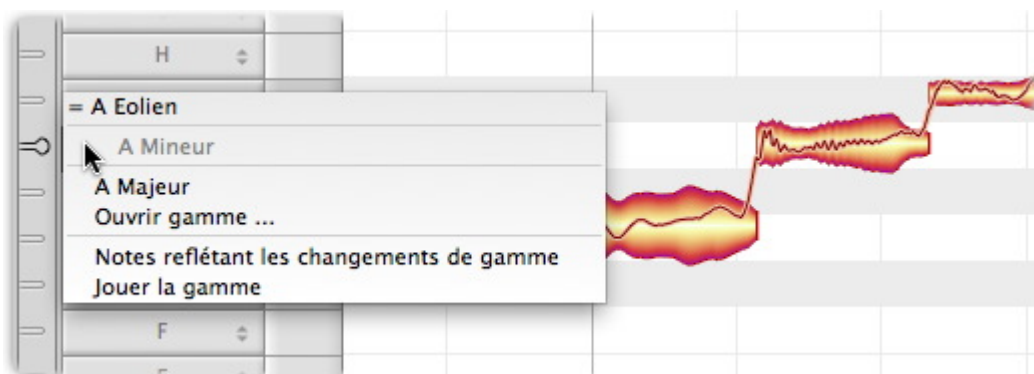 H
= A Eolien
A Mineur
A Majeur
Ouvrir gamme ...
Notes reflétant les changements de gamme
Jouer la gamme
F